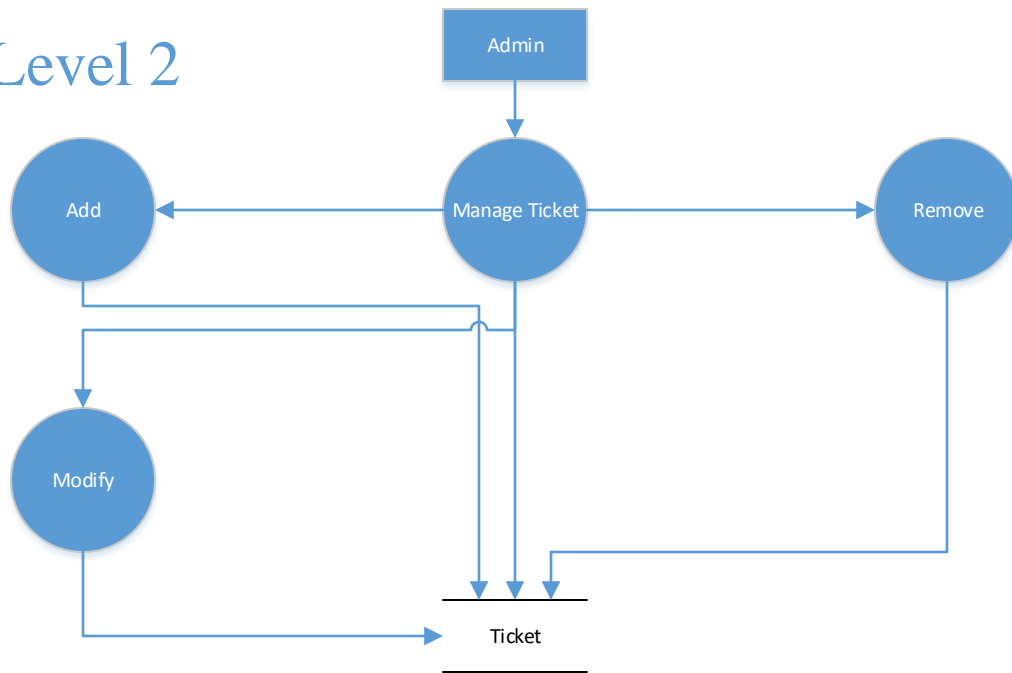 Level 2
Admin
Add
Manage Ticket
Remove
Modify
Ticket